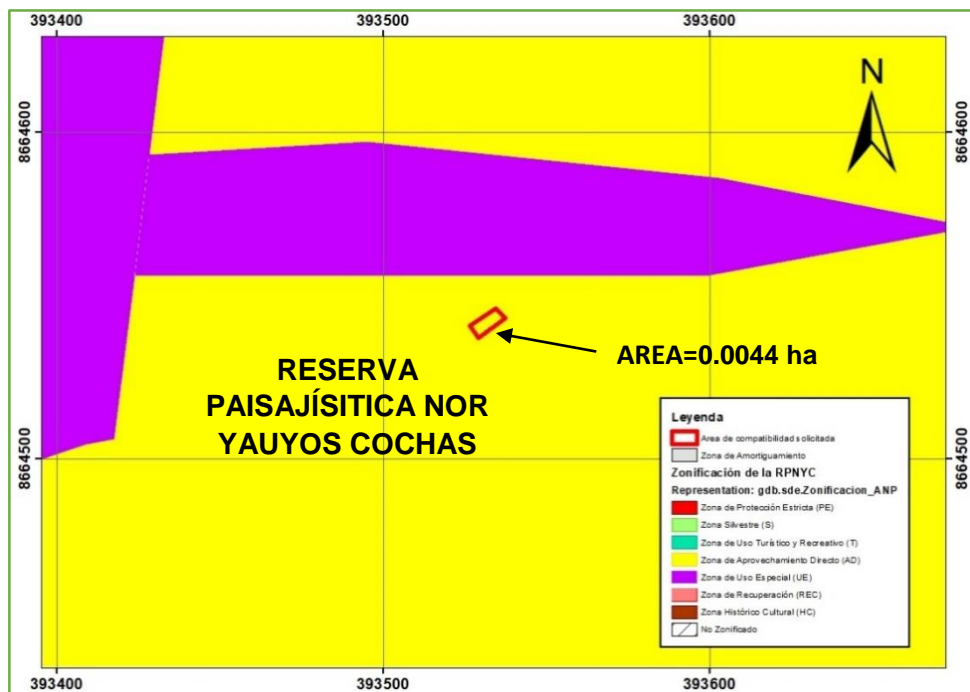 393400 393500 393600
N
8664600 8664600
AREA=0.0044 ha
RESERVA
PAISAJÍSITICA NOR
YAUYOS COCHAS
8664500 8664500
Leyenda
Area de compatibilidad solicitada
Zona de Amortiguamiento
Zonificación de la RPNYC
Representation: gdb.sde.Zonificacion_ANP
Zona de Protección Estricta (PE)
Zona Silvestre (S)
Zona de Uso Turístico y Recreativo (T)
Zona de Aprovechamiento Directo (AD)
Zona de Uso Especial (UE)
Zona de Recuperación (REC)
Zona Histórico Cultural (HC)
No Zonificado
393400 393500 393600